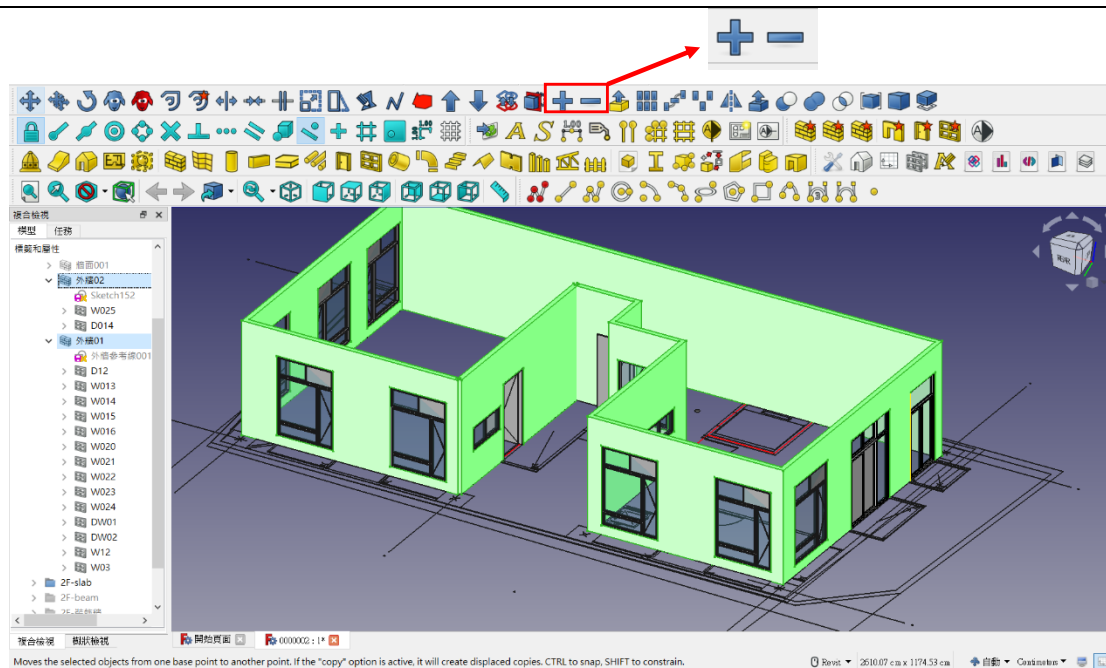 複合檢視
模型 任務
標籤和屬性
牆面001
外牆02
Sketch152
W025
D014
外牆01
外牆參考線001
D12
W013
W014
W015
W016
W020
W021
W022
W023
W024
DW01
DW02
W12
W03
2F-slab
2F-beam
複合檢視 樹狀檢視
開始頁面
0000002 : 1*
Moves the selected objects from one base point to another point. If the "copy" option is active, it will create displaced copies. CTRL to snap, SHIFT to constrain.
Revit 2610.07 cm x 1174.53 cm 自動 Centimeters